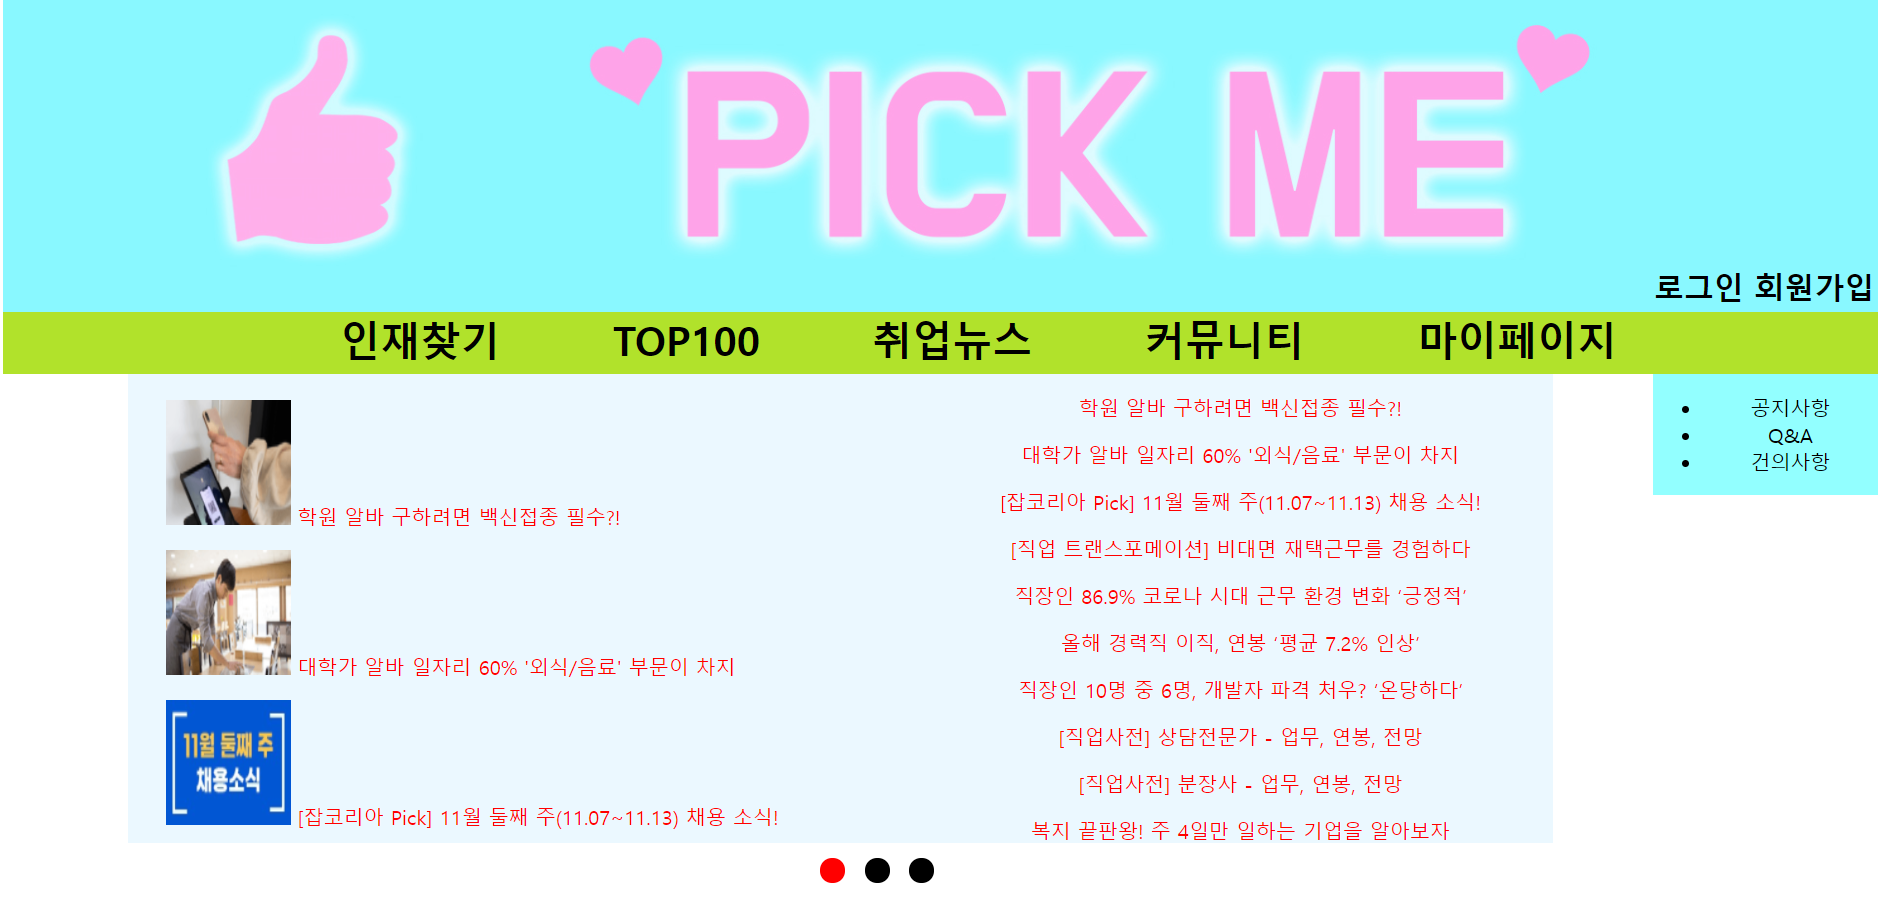 PICK ME
로그인 회원가입
인재찾기 TOP100 취업뉴스 커뮤니티 마이페이지
학원 알바 구하려면 백신접종 필수?!
대학가 알바 일자리 60% '외식/음료' 부문이 차지
11월 둘째 주
채용소식
[잡코리아 Pick] 11월 둘째 주(11.07~11.13) 채용 소식!
학원 알바 구하려면 백신접종 필수?!
대학가 알바 일자리 60% '외식/음료' 부문이 차지
[잡코리아 Pick] 11월 둘째 주(11.07~11.13) 채용 소식!
[직업 트랜스포메이션] 비대면 재택근무를 경험하다
직장인 86.9% 코로나 시대 근무 환경 변화 ‘긍정적’
올해 경력직 이직, 연봉 ‘평균 7.2% 인상’
직장인 10명 중 6명, 개발자 파격 처우? ‘온당하다’
[직업사전] 상담전문가 - 업무, 연봉, 전망
[직업사전] 분장사 - 업무, 연봉, 전망
복지 끝판왕! 주 4일만 일하는 기업을 알아보자
공지사항
Q&A
건의사항